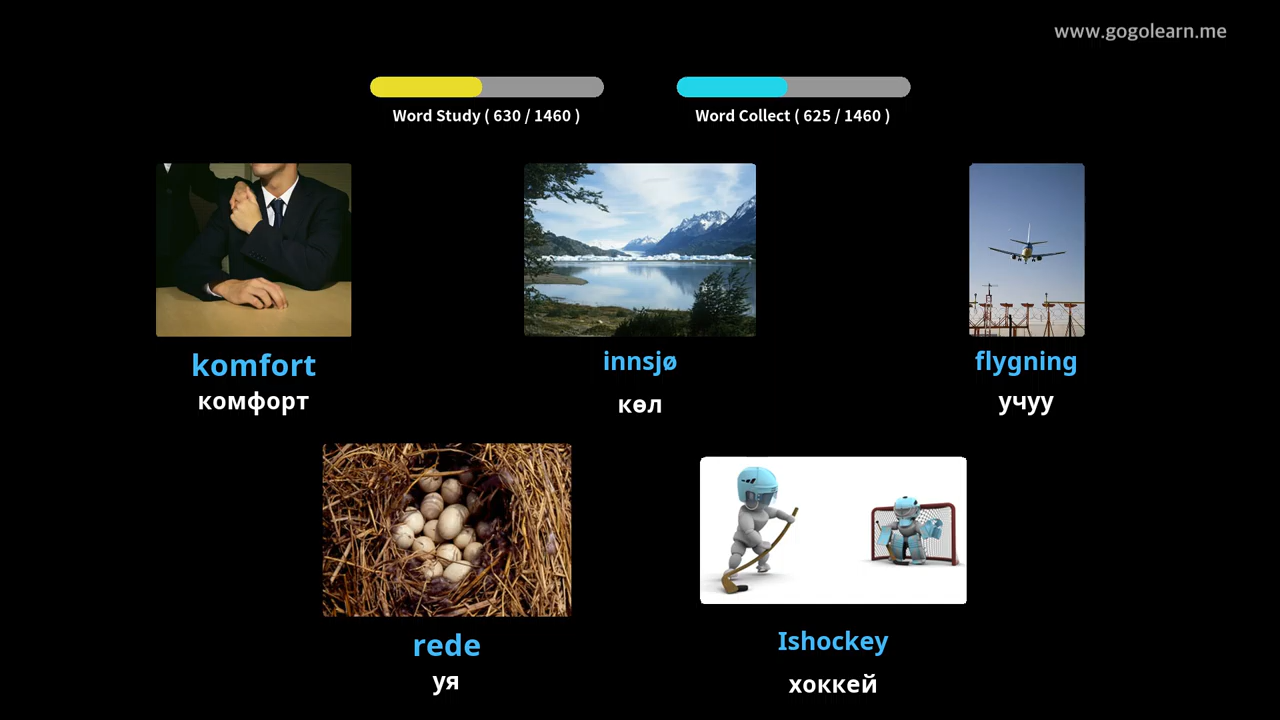 www.gogolearn.me
Word Study ( 630 / 1460 )
Word Collect ( 625 / 1460 )
komfort
комфорт
innsjø
көл
flygning
учуу
rede
уя
Ishockey
хоккей